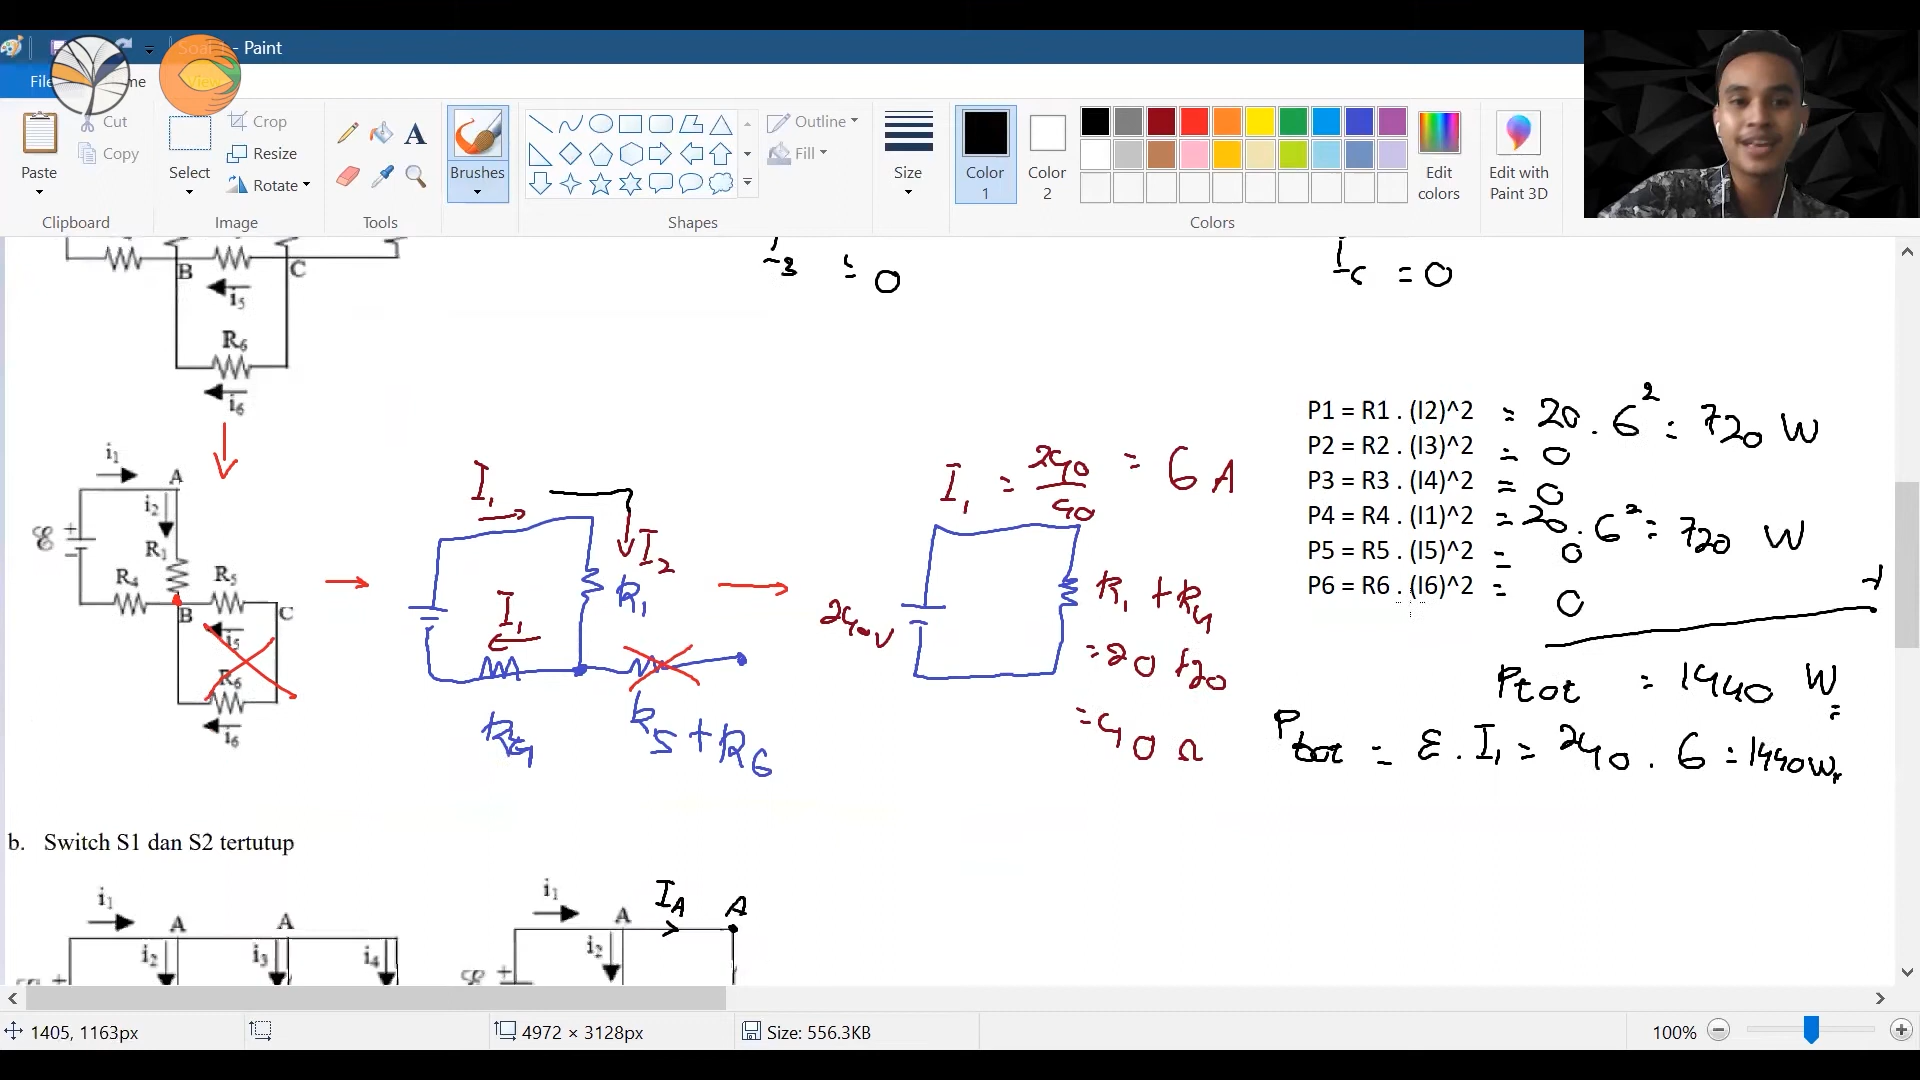 Soal - Paint
File
me
View
Paste
Cut
Copy
Clipboard
Select
Crop
Resize
Rotate
Image
Tools
Brushes
Outline
Fill
Shapes
Size
Color 1
Color 2
Edit colors
Colors
Edit with Paint 3D
B
C
i5
R6
i6
I3 = 0
I6 = 0
i1
A
i2
ℰ
+
R1
R4
R5
B
C
i5
R6
i6
I1
I2
R1
I1
R4
R5 + R6
I1 = 240/40 = 6 A
240 V
R1 + R4
= 20 + 20
= 40 Ω
P1 = R1 . (I2)^2 = 20 . 6² = 720 W
P2 = R2 . (I3)^2 = 0
P3 = R3 . (I4)^2 = 0
P4 = R4 . (I1)^2 = 20 . 6² = 720 W
P5 = R5 . (I5)^2 = 0
P6 = R6 . (I6)^2 = 0
+
Ptot = 1440 W
Ptot = ε . I1 = 240 . 6 = 1440 W
b. Switch S1 dan S2 tertutup
i1
A
A
i2
i3
i4
+
i1
A
IA
A
i2
+
1405, 1163px
4972 × 3128px
Size: 556.3KB
100%